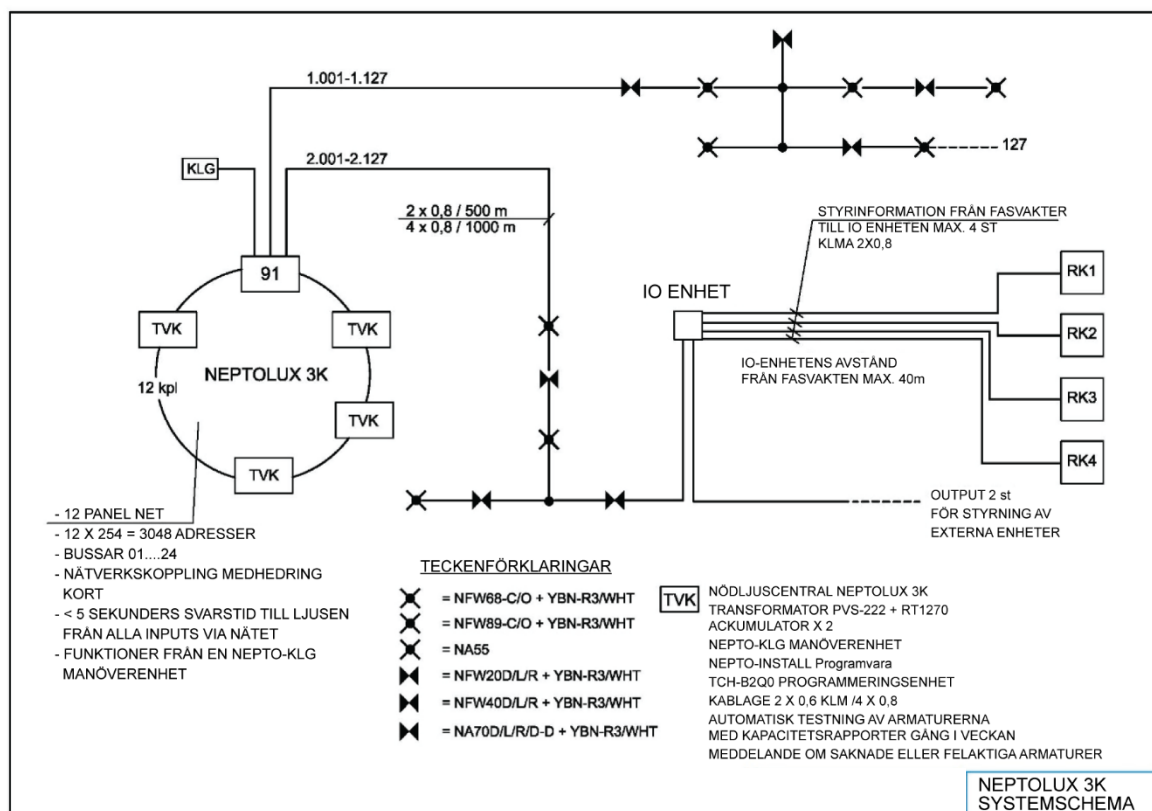 1.001-1.127
127
KLG
2.001-2.127
2 x 0,8 / 500 m
4 x 0,8 / 1000 m
STYRINFORMATION FRÅN FASVAKTER
TILL IO ENHETEN MAX. 4 ST
KLMA 2X0,8
91
IO ENHET
RK1
RK2
RK3
RK4
TVK
TVK
NEPTOLUX 3K
12 kpl
TVK
TVK
IO-ENHETENS AVSTÅND
FRÅN FASVAKTEN MAX. 40m
OUTPUT 2 st
FÖR STYRNING AV
EXTERNA ENHETER
- 12 PANEL NET
- 12 X 254 = 3048 ADRESSER
- BUSSAR 01....24
- NÄTVERKSKOPPLING MEDHEDRING
KORT
- < 5 SEKUNDERS SVARSTID TILL LJUSEN
FRÅN ALLA INPUTS VIA NÄTET
- FUNKTIONER FRÅN EN NEPTO-KLG
MANÖVERENHET
TECKENFÖRKLARINGAR
= NFW68-C/O + YBN-R3/WHT
= NFW89-C/O + YBN-R3/WHT
= NA55
= NFW20D/L/R + YBN-R3/WHT
= NFW40D/L/R + YBN-R3/WHT
= NA70D/L/R/D-D + YBN-R3/WHT
TVK
NÖDLJUSCENTRAL NEPTOLUX 3K
TRANSFORMATOR PVS-222 + RT1270
ACKUMULATOR X 2
NEPTO-KLG MANÖVERENHET
NEPTO-INSTALL Programvara
TCH-B2Q0 PROGRAMMERINGSENHET
KABLAGE 2 X 0,6 KLM /4 X 0,8
AUTOMATISK TESTNING AV ARMATURERNA
MED KAPACITETSRAPPORTER GÅNG I VECKAN
MEDDELANDE OM SAKNADE ELLER FELAKTIGA ARMATURER
NEPTOLUX 3K
SYSTEMSCHEMA